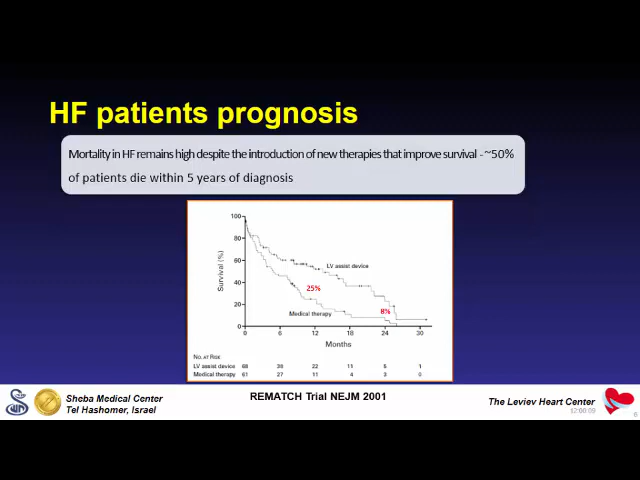 HF patients prognosis
Mortality in HF remains high despite the introduction of new therapies that improve survival - ~50%
of patients die within 5 years of diagnosis
100
80
60
40
20
0
Survival (%)
LV assist device
25%
8%
Medical therapy
0 6 12 18 24 30
Months
NO. AT RISK
LV assist device 68 38 22 11 5 1
Medical therapy 61 27 11 4 3 0
Sheba Medical Center
Tel Hashomer, Israel
REMATCH Trial NEJM 2001
The Leviev Heart Center
6